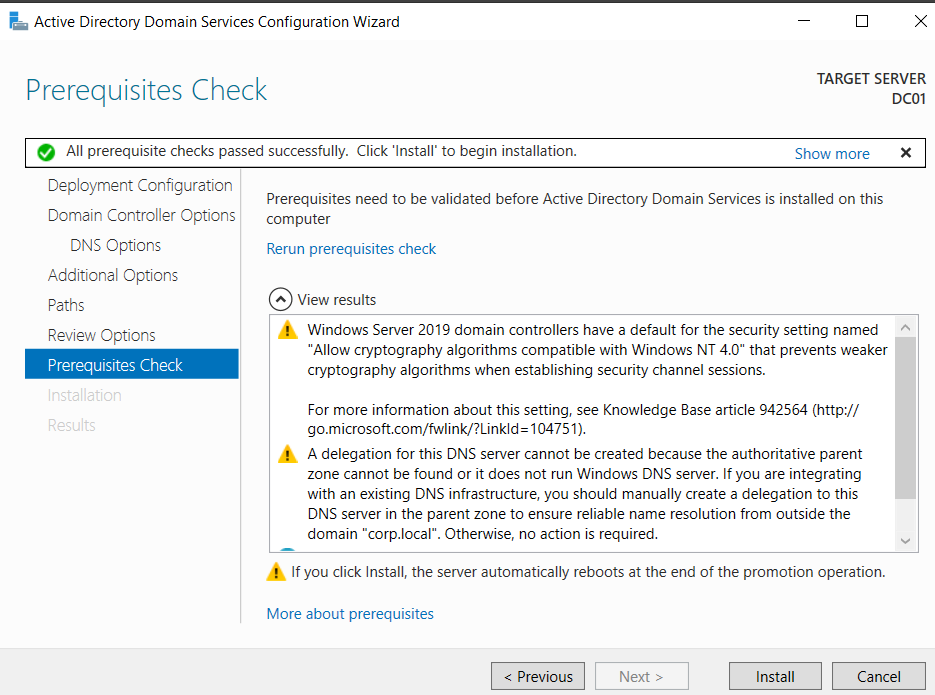 Active Directory Domain Services Configuration Wizard
Prerequisites Check
TARGET SERVER
DC01
All prerequisite checks passed successfully.  Click 'Install' to begin installation.
Show more
Deployment Configuration
Domain Controller Options
DNS Options
Additional Options
Paths
Review Options
Prerequisites Check
Installation
Results
Prerequisites need to be validated before Active Directory Domain Services is installed on this
computer
Rerun prerequisites check
View results
Windows Server 2019 domain controllers have a default for the security setting named
"Allow cryptography algorithms compatible with Windows NT 4.0" that prevents weaker
cryptography algorithms when establishing security channel sessions.
For more information about this setting, see Knowledge Base article 942564 (http://
go.microsoft.com/fwlink/?LinkId=104751).
A delegation for this DNS server cannot be created because the authoritative parent
zone cannot be found or it does not run Windows DNS server. If you are integrating
with an existing DNS infrastructure, you should manually create a delegation to this
DNS server in the parent zone to ensure reliable name resolution from outside the
domain "corp.local". Otherwise, no action is required.
If you click Install, the server automatically reboots at the end of the promotion operation.
More about prerequisites
< Previous
Next >
Install
Cancel